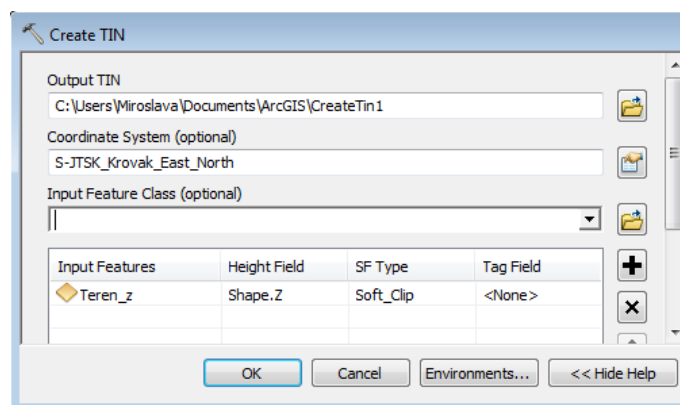 Create TIN
Output TIN
C:\Users\Miroslava\Documents\ArcGIS\CreateTin1
Coordinate System (optional)
S-JTSK_Krovak_East_North
Input Feature Class (optional)
Input Features Height Field SF Type Tag Field
Teren_z Shape.Z Soft_Clip <None>
OK Cancel Environments... << Hide Help